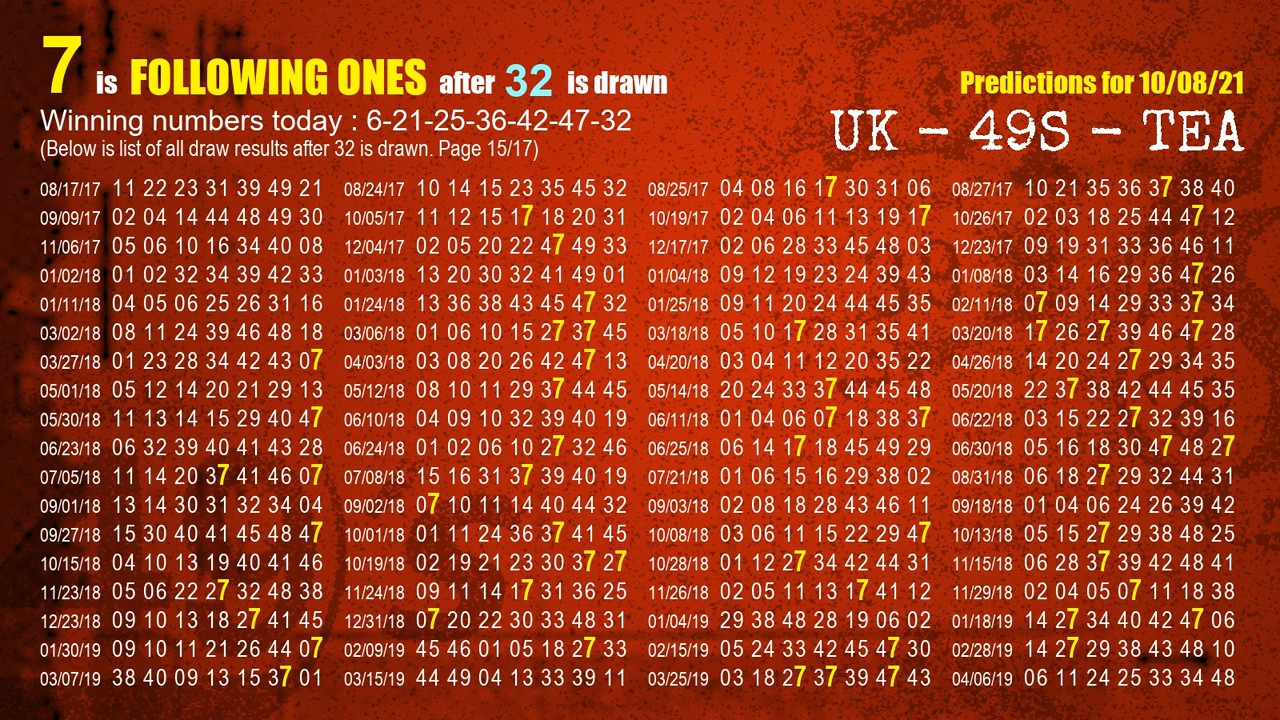 7 is FOLLOWING ONES after 32 is drawn
Predictions for 10/08/21
Winning numbers today : 6-21-25-36-42-47-32
UK - 49S - TEA
(Below is list of all draw results after 32 is drawn. Page 15/17)
08/17/17 11 22 23 31 39 49 21 08/24/17 10 14 15 23 35 45 32 08/25/17 04 08 16 17 30 31 06 08/27/17 10 21 35 36 37 38 40
09/09/17 02 04 14 44 48 49 30 10/05/17 11 12 15 17 18 20 31 10/19/17 02 04 06 11 13 19 17 10/26/17 02 03 18 25 44 47 12
11/06/17 05 06 10 16 34 40 08 12/04/17 02 05 20 22 47 49 33 12/17/17 02 06 28 33 45 48 03 12/23/17 09 19 31 33 36 46 11
01/02/18 01 02 32 34 39 42 33 01/03/18 13 20 30 32 41 49 01 01/04/18 09 12 19 23 24 39 43 01/08/18 03 14 16 29 36 47 26
01/11/18 04 05 06 25 26 31 16 01/24/18 13 36 38 43 45 47 32 01/25/18 09 11 20 24 44 45 35 02/11/18 07 09 14 29 33 37 34
03/02/18 08 11 24 39 46 48 18 03/06/18 01 06 10 15 27 37 45 03/18/18 05 10 17 28 31 35 41 03/20/18 17 26 27 39 46 47 28
03/27/18 01 23 28 34 42 43 07 04/03/18 03 08 20 26 42 47 13 04/20/18 03 04 11 12 20 35 22 04/26/18 14 20 24 27 29 34 35
05/01/18 05 12 14 20 21 29 13 05/12/18 08 10 11 29 37 44 45 05/14/18 20 24 33 37 44 45 48 05/20/18 22 37 38 42 44 45 35
05/30/18 11 13 14 15 29 40 47 06/10/18 04 09 10 32 39 40 19 06/11/18 01 04 06 07 18 38 37 06/22/18 03 15 22 27 32 39 16
06/23/18 06 32 39 40 41 43 28 06/24/18 01 02 06 10 27 32 46 06/25/18 06 14 17 18 45 49 29 06/30/18 05 16 18 30 47 48 27
07/05/18 11 14 20 37 41 46 07 07/08/18 15 16 31 37 39 40 19 07/21/18 01 06 15 16 29 38 02 08/31/18 06 18 27 29 32 44 31
09/01/18 13 14 30 31 32 34 04 09/02/18 07 10 11 14 40 44 32 09/03/18 02 08 18 28 43 46 11 09/18/18 01 04 06 24 26 39 42
09/27/18 15 30 40 41 45 48 47 10/01/18 01 11 24 36 37 41 45 10/08/18 03 06 11 15 22 29 47 10/13/18 05 15 27 29 38 48 25
10/15/18 04 10 13 19 40 41 46 10/19/18 02 19 21 23 30 37 27 10/28/18 01 12 27 34 42 44 31 11/15/18 06 28 37 39 42 48 41
11/23/18 05 06 22 27 32 48 38 11/24/18 09 11 14 17 31 36 25 11/26/18 02 05 11 13 17 41 12 11/29/18 02 04 05 07 11 18 38
12/23/18 09 10 13 18 27 41 45 12/31/18 07 20 22 30 33 48 31 01/04/19 29 38 48 28 19 06 02 01/18/19 14 27 34 40 42 47 06
01/30/19 09 10 11 21 26 44 07 02/09/19 45 46 01 05 18 27 33 02/15/19 05 24 33 42 45 47 30 02/28/19 14 27 38 43 48 10
03/07/19 38 40 09 13 15 37 01 03/15/19 44 49 04 13 33 39 11 03/25/19 03 18 27 37 39 47 43 04/06/19 06 11 24 25 33 34 48